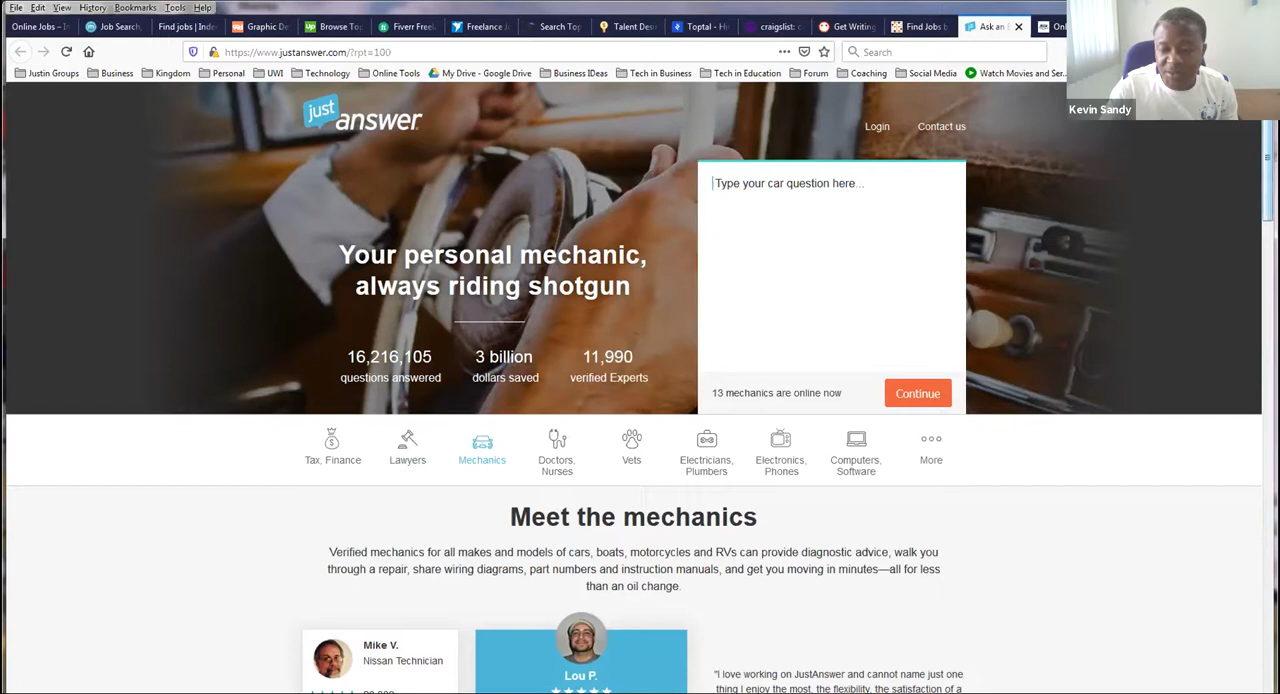 File Edit View History Bookmarks Tools Help
Online Jobs – In
Job Search,
Find jobs | Inde
Graphic De
Browse Top
Fiverr Free
Freelance J
Search Top
Talent Desu
Toptal - Hi
craigslist: c
Get Writing
Find Jobs b
Ask an E
Onl
https://www.justanswer.com/?rpt=100
Search
Justin Groups Business Kingdom Personal UWI Technology Online Tools My Drive - Google Drive Business IDeas Tech in Business Tech in Education Forum Coaching Social Media Watch Movies and Ser...
Kevin Sandy
just
answer
Login Contact us
Type your car question here...
Your personal mechanic,
always riding shotgun
16,216,105 3 billion 11,990
questions answered dollars saved verified Experts
13 mechanics are online now Continue
Tax, Finance
Lawyers
Mechanics
Doctors,
Nurses
Vets
Electricians,
Plumbers
Electronics,
Phones
Computers,
Software
More
Meet the mechanics
Verified mechanics for all makes and models of cars, boats, motorcycles and RVs can provide diagnostic advice, walk you
through a repair, share wiring diagrams, part numbers and instruction manuals, and get you moving in minutes—all for less
than an oil change.
Mike V.
Nissan Technician
Lou P.
"I love working on JustAnswer and cannot name just one
thing I enjoy the most, the flexibility, the satisfaction of a